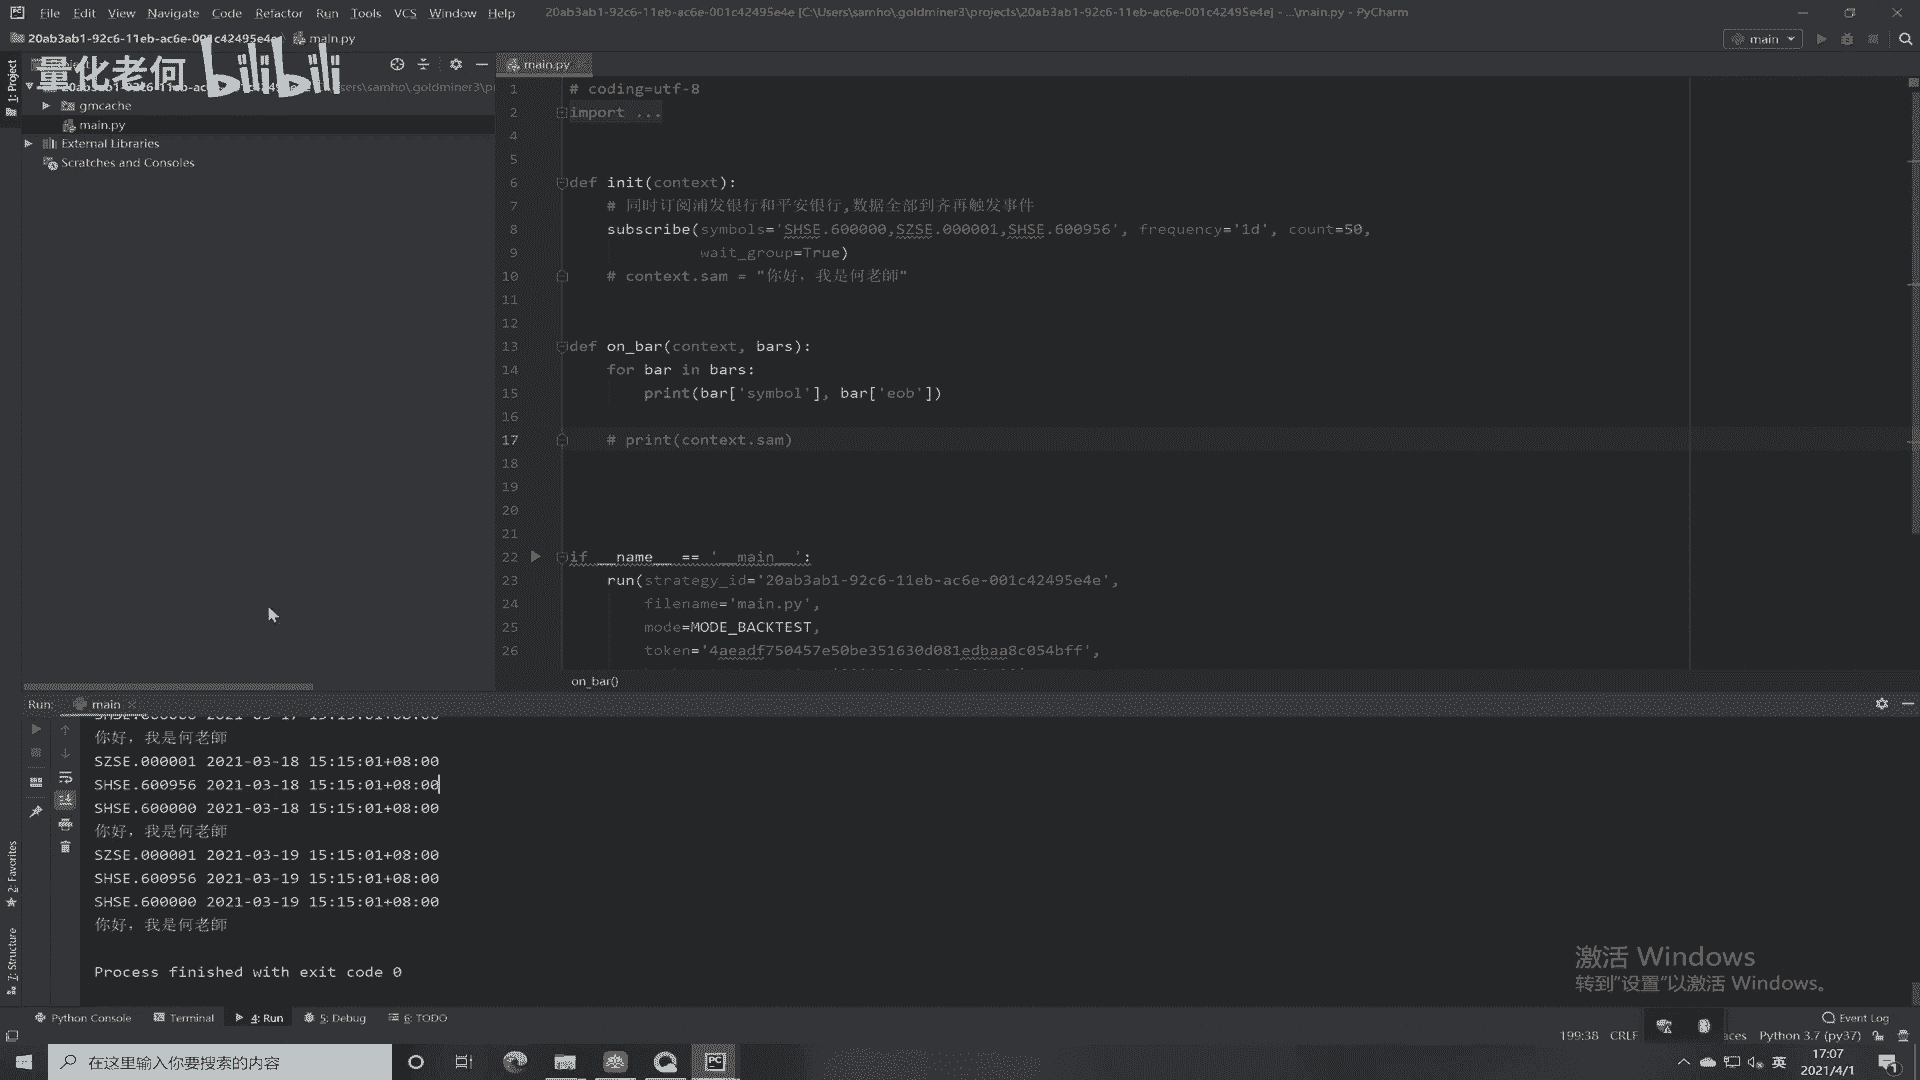 File Edit View Navigate Code Refactor Run Tools VCS Window Help 20ab3ab1-92c6-11eb-ac6e-001c42495e4e [C:\Users\samho\.goldminer3\projects\20ab3ab1-92c6-11eb-ac6e-001c42495e4e] - ...\main.py - PyCharm
20ab3ab1-92c6-11eb-ac6e-001c42495e4e main.py main
量化老何 bilibili
1: Project
main.py
20ab3ab1-92c6-11eb-ac6e-001c42495e4e
gmcache
main.py
External Libraries
Scratches and Consoles
1 # coding=utf-8
2 import ...
4
5
6 def init(context):
7 # 同时订阅浦发银行和平安银行,数据全部到齐再触发事件
8 subscribe(symbols='SHSE.600000,SZSE.000001,SHSE.600956', frequency='1d', count=50,
9 wait_group=True)
10 # context.sam = "你好，我是何老師"
11
12
13 def on_bar(context, bars):
14 for bar in bars:
15 print(bar['symbol'], bar['eob'])
16
17 # print(context.sam)
18
19
20
21
22 if __name__ == '__main__':
23 run(strategy_id='20ab3ab1-92c6-11eb-ac6e-001c42495e4e',
24 filename='main.py',
25 mode=MODE_BACKTEST,
26 token='4aeadf750457e50be351630d081edbaa8c054bff',
on_bar()
Run: main
SHSE.600000 2021-03-17 15:15:01+08:00
你好，我是何老師
SZSE.000001 2021-03-18 15:15:01+08:00
SHSE.600956 2021-03-18 15:15:01+08:00
SHSE.600000 2021-03-18 15:15:01+08:00
你好，我是何老師
SZSE.000001 2021-03-19 15:15:01+08:00
SHSE.600956 2021-03-19 15:15:01+08:00
SHSE.600000 2021-03-19 15:15:01+08:00
你好，我是何老師
Process finished with exit code 0
2: Favorites
7: Structure
激活 Windows
转到"设置"以激活 Windows。
Python Console Terminal 4: Run 5: Debug 6: TODO Event Log
199:38 CRLF aces Python 3.7 (py37)
在这里输入你要搜索的内容
PC
英
17:07
2021/4/1
1